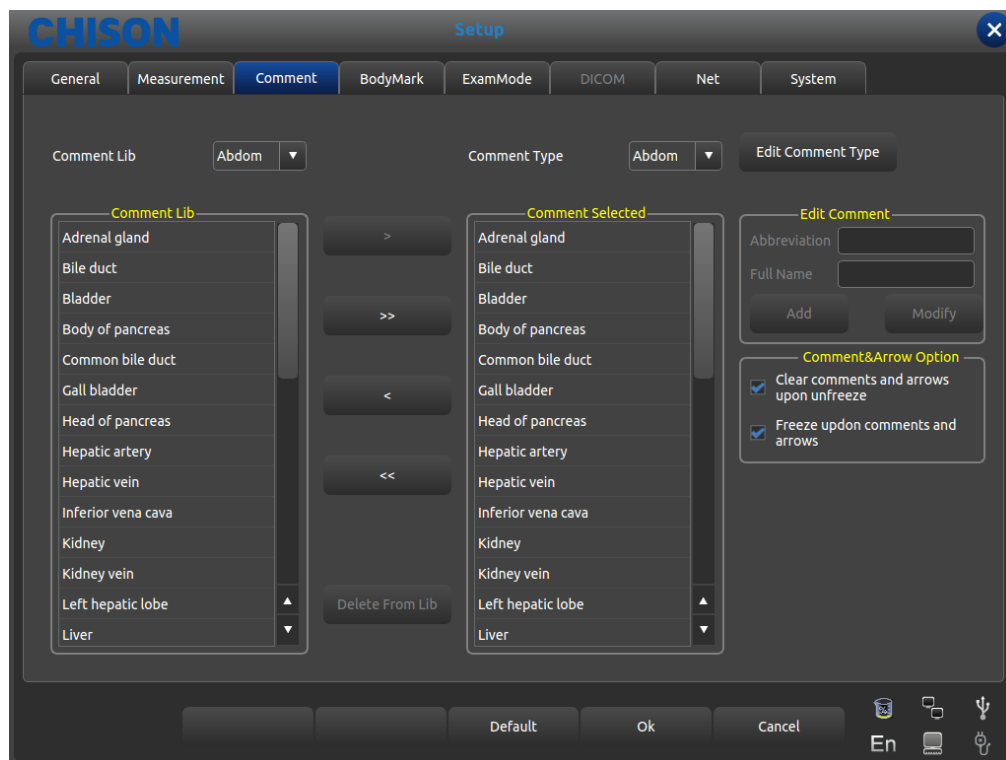 CHISON
Setup
General Measurement Comment BodyMark ExamMode DICOM Net System
Comment Lib Abdom Comment Type Abdom Edit Comment Type
Comment Lib
Adrenal gland
Bile duct
Bladder
Body of pancreas
Common bile duct
Gall bladder
Head of pancreas
Hepatic artery
Hepatic vein
Inferior vena cava
Kidney
Kidney vein
Left hepatic lobe
Liver
>
>>
<
<<
Delete From Lib
Comment Selected
Adrenal gland
Bile duct
Bladder
Body of pancreas
Common bile duct
Gall bladder
Head of pancreas
Hepatic artery
Hepatic vein
Inferior vena cava
Kidney
Kidney vein
Left hepatic lobe
Liver
Edit Comment
Abbreviation
Full Name
Add Modify
Comment&Arrow Option
Clear comments and arrows
upon unfreeze
Freeze updon comments and
arrows
Default Ok Cancel
En